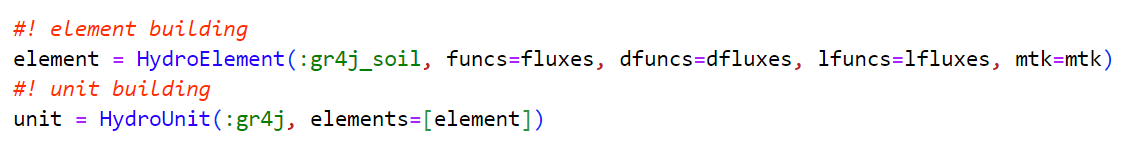 #! element building
element = HydroElement(:gr4j_soil, funcs=fluxes, dfuncs=dfluxes, lfuncs=lfluxes, mtk=mtk)
#! unit building
unit = HydroUnit(:gr4j, elements=[element])